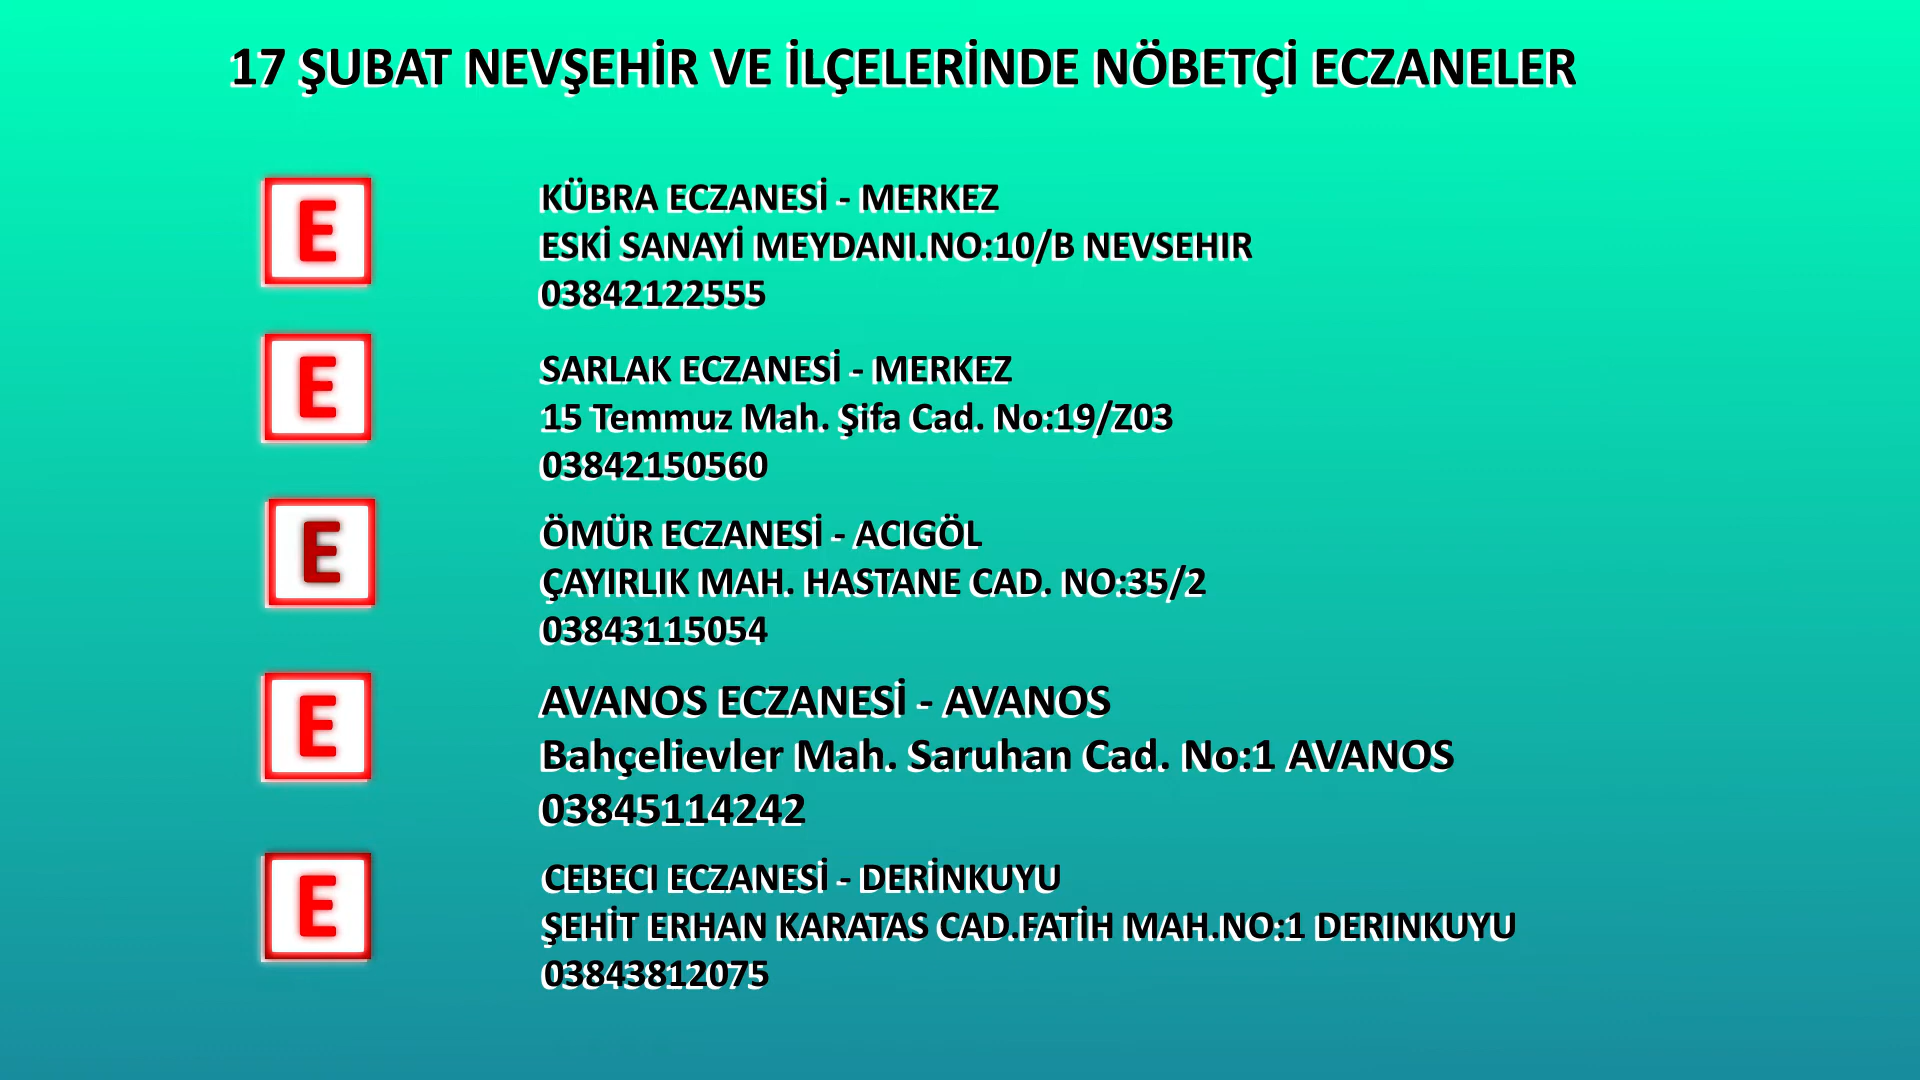 17 ŞUBAT NEVŞEHİR VE İLÇELERİNDE NÖBETÇİ ECZANELER
E
KÜBRA ECZANESİ - MERKEZ
ESKİ SANAYİ MEYDANI.NO:10/B NEVSEHIR
03842122555
E
SARLAK ECZANESİ - MERKEZ
15 Temmuz Mah. Şifa Cad. No:19/Z03
03842150560
E
ÖMÜR ECZANESİ - ACIGÖL
ÇAYIRLIK MAH. HASTANE CAD. NO:35/2
03843115054
E
AVANOS ECZANESİ - AVANOS
Bahçelievler Mah. Saruhan Cad. No:1 AVANOS
03845114242
E
CEBECI ECZANESİ - DERİNKUYU
ŞEHİT ERHAN KARATAS CAD.FATİH MAH.NO:1 DERINKUYU
03843812075